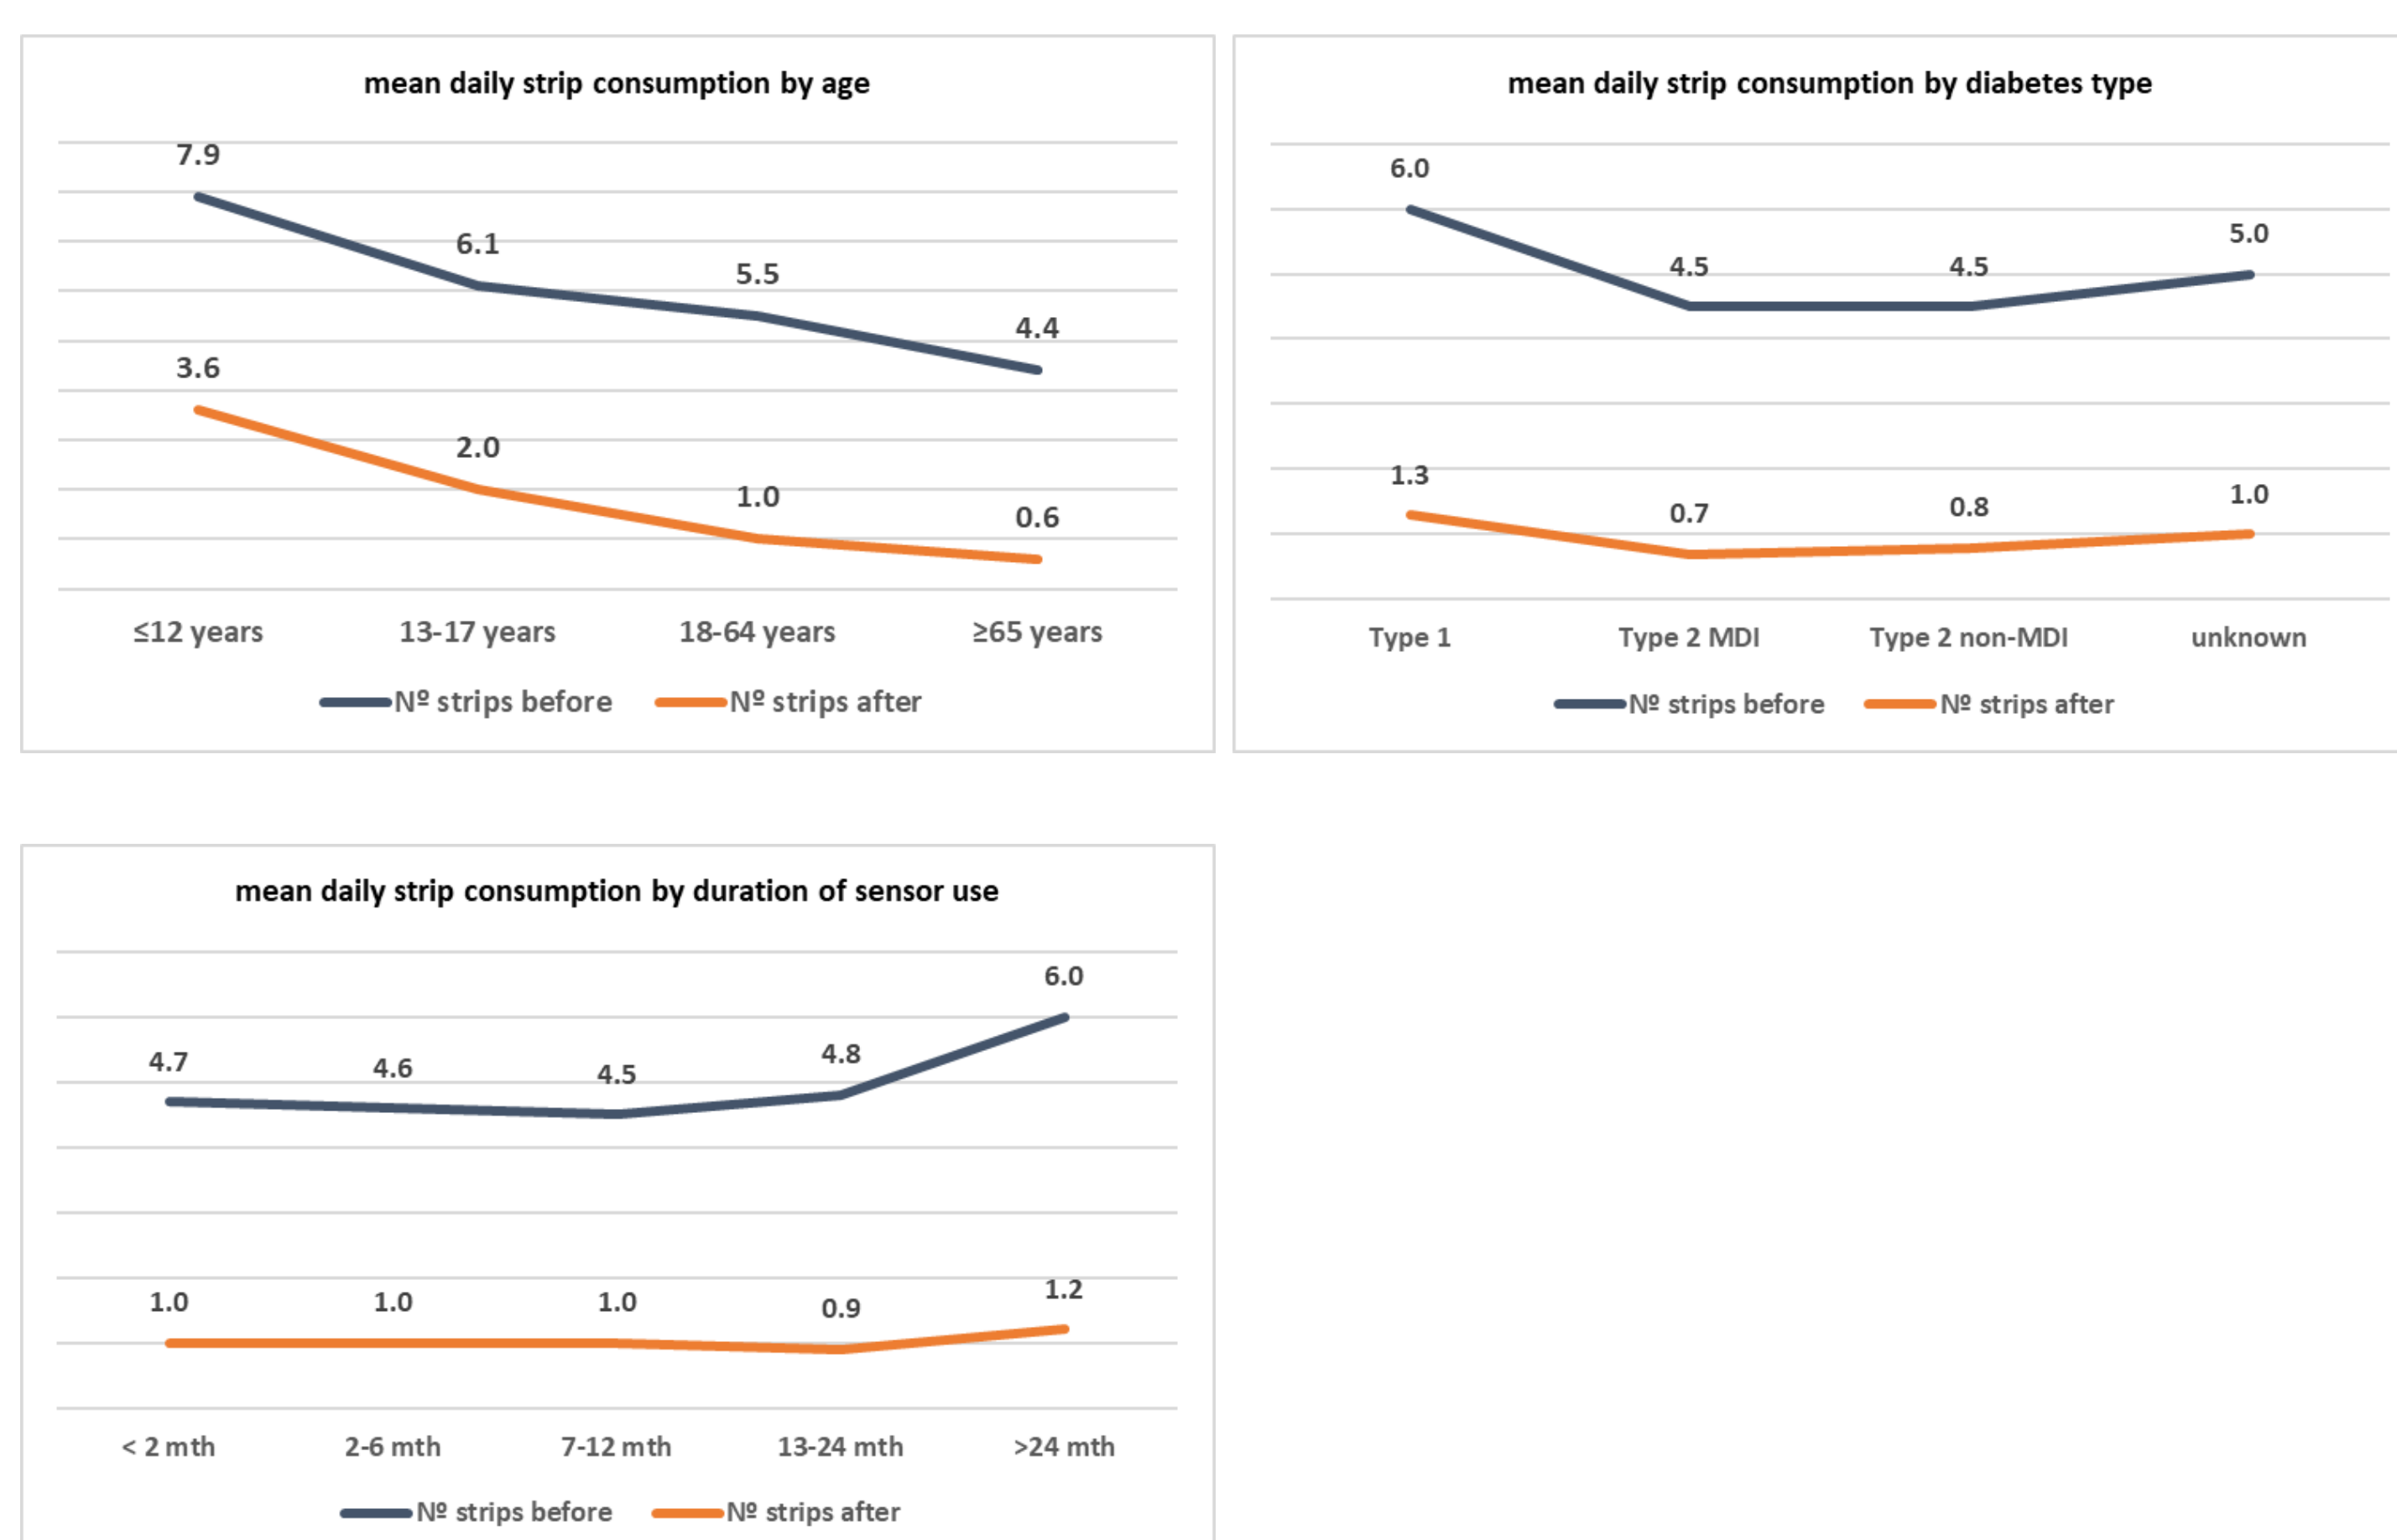 mean daily strip consumption by age
7.9
6.1
5.5
4.4
3.6
2.0
1.0
0.6
≤12 years 13-17 years 18-64 years ≥65 years
Nº strips before Nº strips after
mean daily strip consumption by diabetes type
6.0
4.5
4.5
5.0
1.3
0.7
0.8
1.0
Type 1 Type 2 MDI Type 2 non-MDI unknown
Nº strips before Nº strips after
mean daily strip consumption by duration of sensor use
4.7
4.6
4.5
4.8
6.0
1.0
1.0
1.0
0.9
1.2
< 2 mth 2-6 mth 7-12 mth 13-24 mth >24 mth
Nº strips before Nº strips after